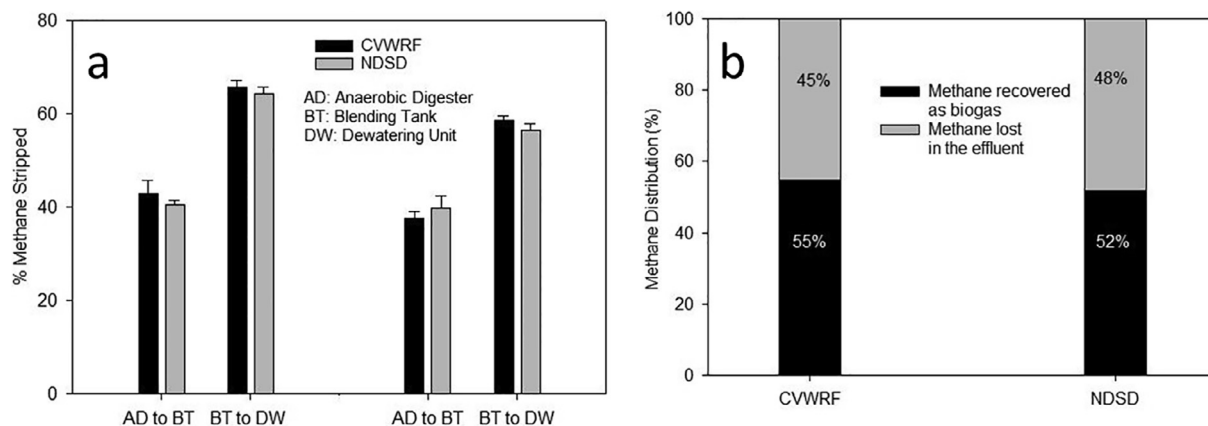 a
80
60
40
20
0
% Methane Stripped
CVWRF
NDSD
AD: Anaerobic Digester
BT: Blending Tank
DW: Dewatering Unit
AD to BT
BT to DW
AD to BT
BT to DW
b
100
80
60
40
20
0
Methane Distribution (%)
45%
55%
48%
52%
Methane recovered
as biogas
Methane lost
in the effluent
CVWRF
NDSD